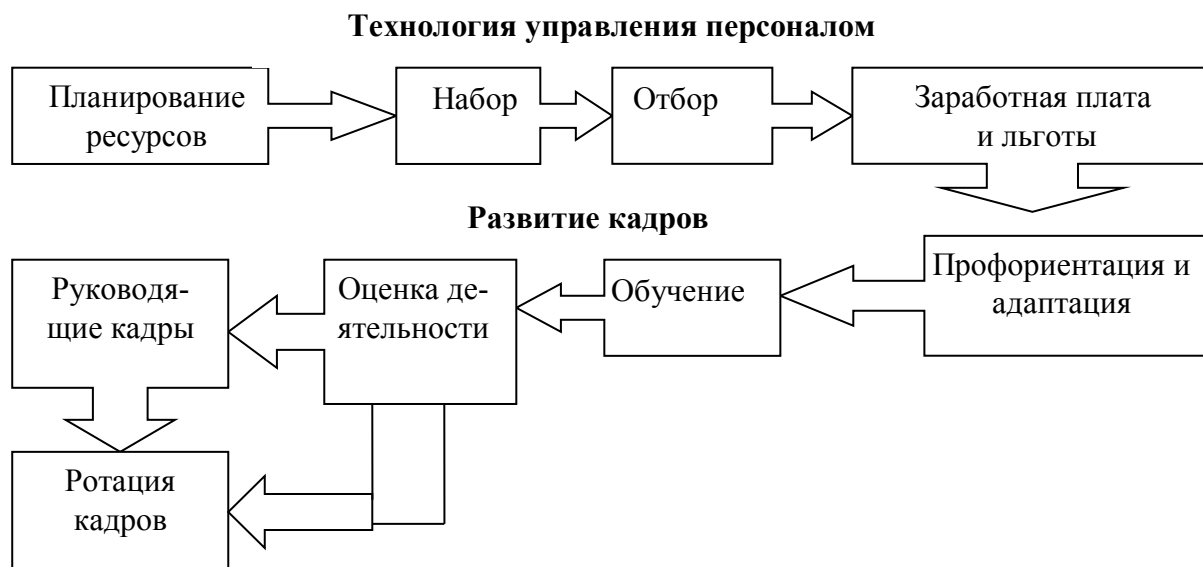 Технология управления персоналом
Планирование
ресурсов
Набор
Отбор
Заработная плата
и льготы
Развитие кадров
Профориентация и
адаптация
Обучение
Оценка де-
ятельности
Руководя-
щие кадры
Ротация
кадров